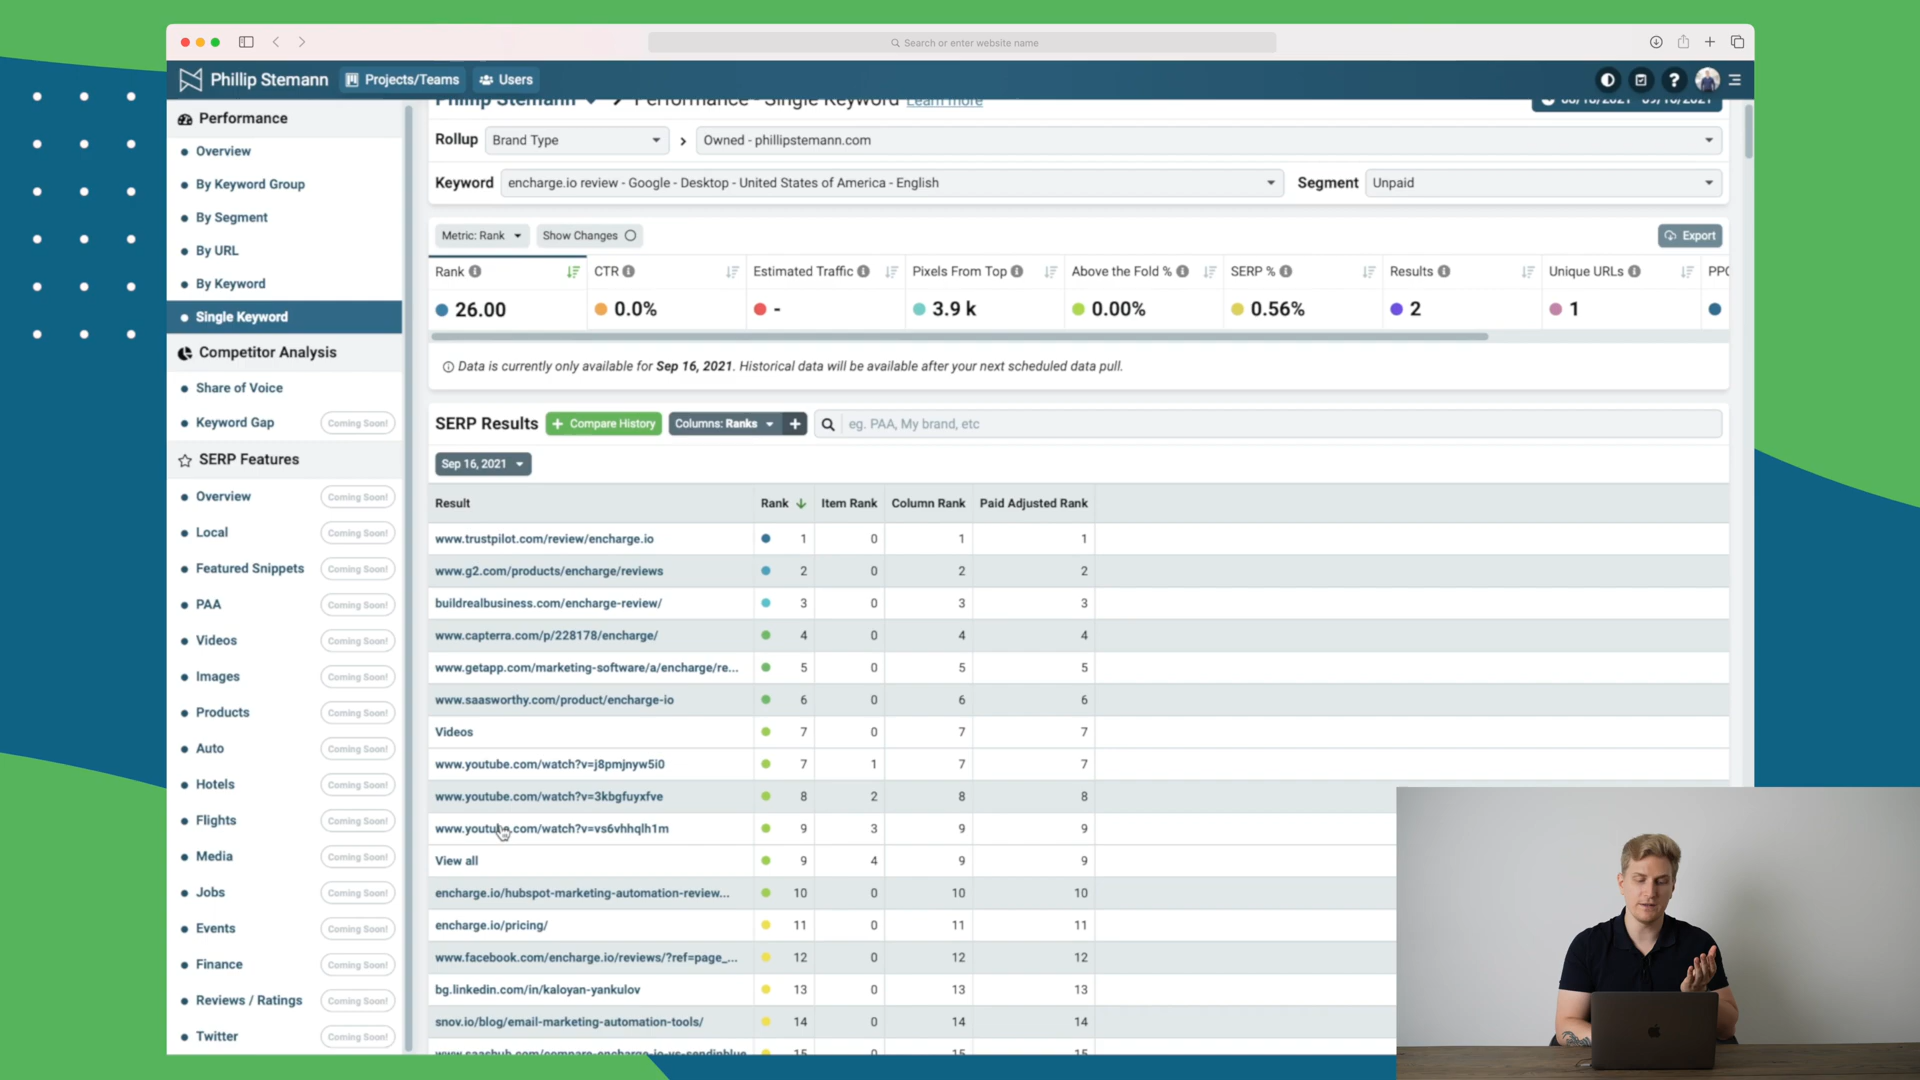 Search or enter website name
Phillip Stemann Projects/Teams Users ?
Performance
Overview
By Keyword Group
By Segment
By URL
By Keyword
Single Keyword
Competitor Analysis
Share of Voice
Keyword Gap Coming Soon!
SERP Features
Overview Coming Soon!
Local Coming Soon!
Featured Snippets Coming Soon!
PAA Coming Soon!
Videos Coming Soon!
Images Coming Soon!
Products Coming Soon!
Auto Coming Soon!
Hotels Coming Soon!
Flights Coming Soon!
Media Coming Soon!
Jobs Coming Soon!
Events Coming Soon!
Finance Coming Soon!
Reviews / Ratings Coming Soon!
Twitter Coming Soon!
Phillip Stemann > Performance - Single Keyword Learn more
Rollup Brand Type > Owned - phillipstemann.com
Keyword encharge.io review - Google - Desktop - United States of America - English Segment Unpaid
Metric: Rank Show Changes Export
Rank CTR Estimated Traffic Pixels From Top Above the Fold % SERP % Results Unique URLs
26.00 0.0% - 3.9 k 0.00% 0.56% 2 1
Data is currently only available for Sep 16, 2021. Historical data will be available after your next scheduled data pull.
SERP Results + Compare History Columns: Ranks + eg. PAA, My brand, etc
Sep 16, 2021
Result Rank Item Rank Column Rank Paid Adjusted Rank
www.trustpilot.com/review/encharge.io 1 0 1 1
www.g2.com/products/encharge/reviews 2 0 2 2
buildrealbusiness.com/encharge-review/ 3 0 3 3
www.capterra.com/p/228178/encharge/ 4 0 4 4
www.getapp.com/marketing-software/a/encharge/re... 5 0 5 5
www.saasworthy.com/product/encharge-io 6 0 6 6
Videos 7 0 7 7
www.youtube.com/watch?v=j8pmjnyw5i0 7 1 7 7
www.youtube.com/watch?v=3kbgfuyxfve 8 2 8 8
www.youtube.com/watch?v=vs6vhhqlh1m 9 3 9 9
View all 9 4 9 9
encharge.io/hubspot-marketing-automation-review... 10 0 10 10
encharge.io/pricing/ 11 0 11 11
www.facebook.com/encharge.io/reviews/?ref=page_... 12 0 12 12
bg.linkedin.com/in/kaloyan-yankulov 13 0 13 13
snov.io/blog/email-marketing-automation-tools/ 14 0 14 14
www.saashub.com/compare-encharge-io-vs-sendinblue 15 0 15 15